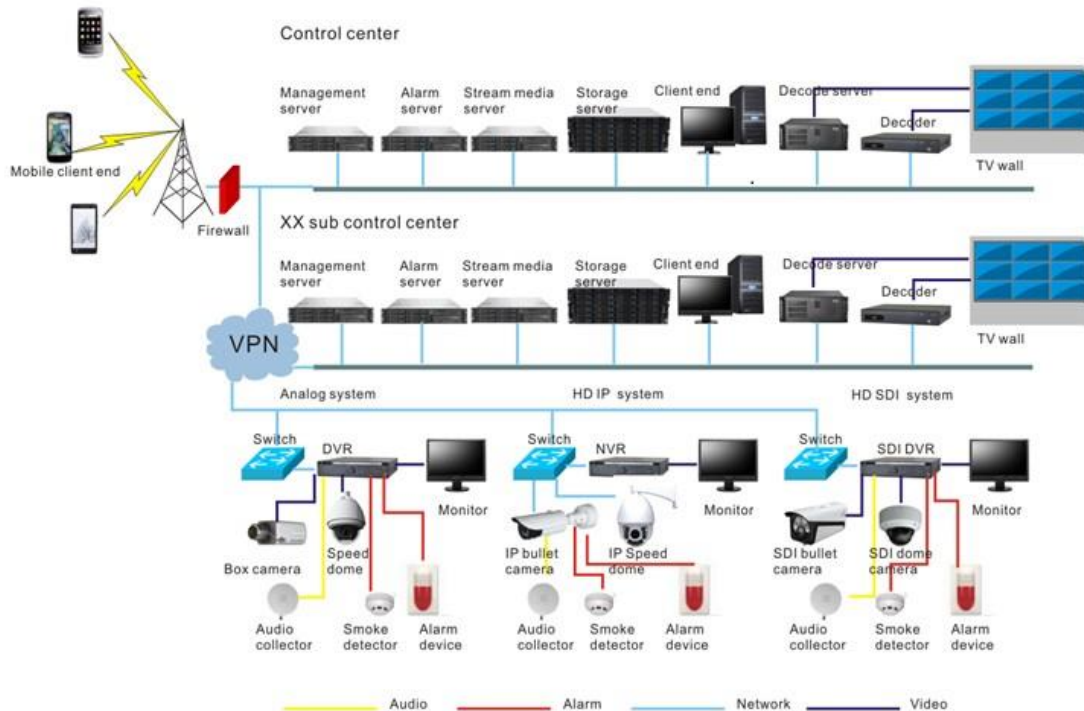 Control center
Management server
Alarm server
Stream media server
Storage server
Client end
Decode server
Decoder
TV wall
Mobile client end
Firewall
XX sub control center
Management server
Alarm server
Stream media server
Storage server
Client end
Decode server
Decoder
TV wall
VPN
Analog system
HD IP system
HD SDI system
Switch
DVR
Monitor
Box camera
Speed dome
Audio collector
Smoke detector
Alarm device
Switch
NVR
Monitor
IP bullet camera
IP Speed dome
Audio collector
Smoke detector
Alarm device
Switch
SDI DVR
Monitor
SDI bullet camera
SDI dome camera
Audio collector
Smoke detector
Alarm device
Audio
Alarm
Network
Video